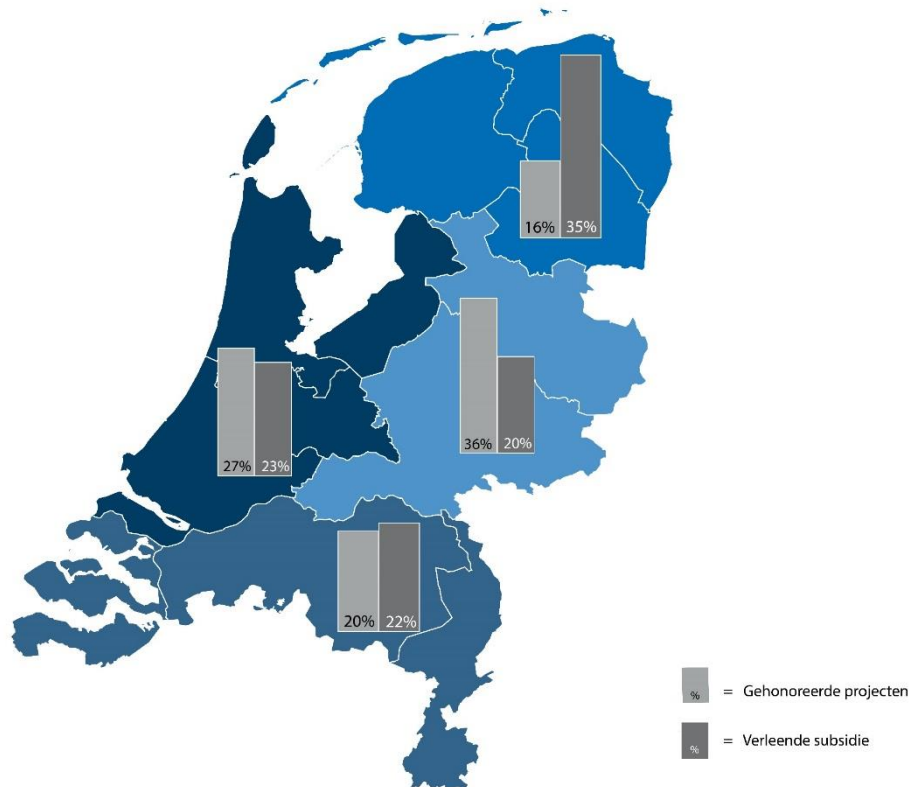 16% 35%
36% 20%
27% 23%
20% 22%
% = Gehonoreerde projecten
% = Verleende subsidie